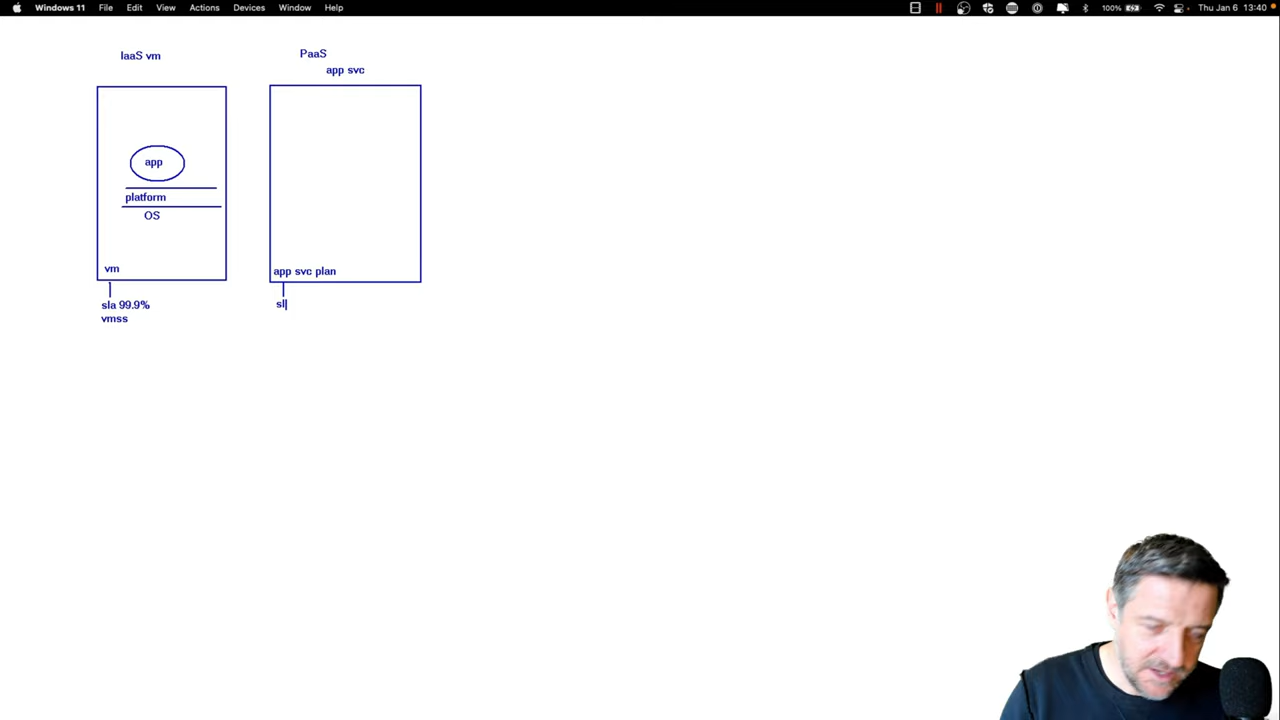 Windows 11 File Edit View Actions Devices Window Help 100% Thu Jan 6 13:40
IaaS vm
PaaS
app svc
app
platform
OS
vm
app svc plan
sla 99.9%
vmss
sl